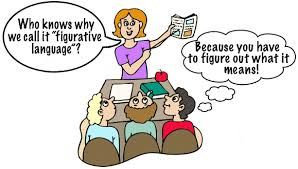 Who knows why
we call it "figurative
language"?
Because you have
to figure out what it
means!